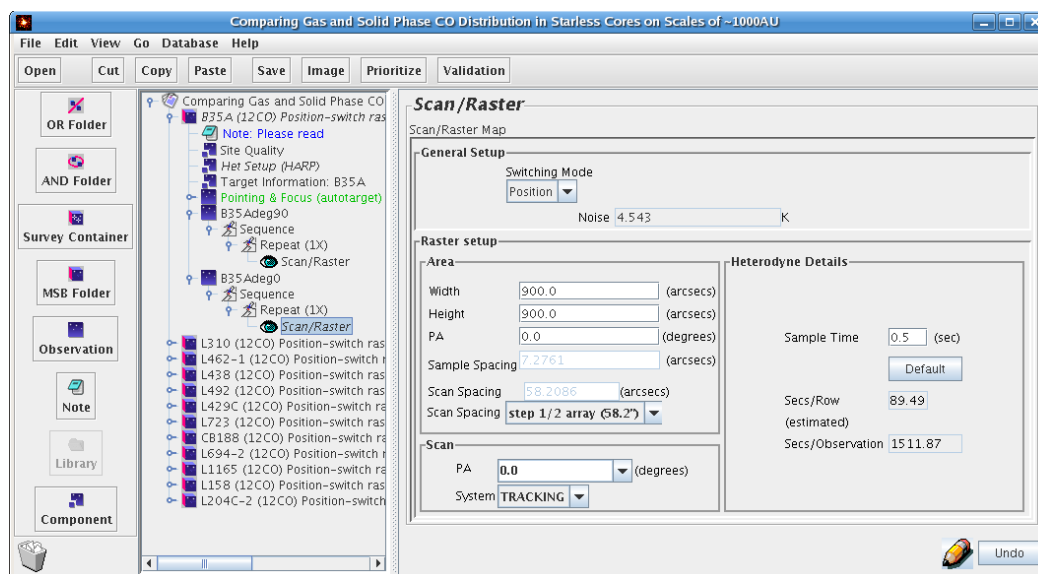 Comparing Gas and Solid Phase CO Distribution in Starless Cores on Scales of ~1000AU
File Edit View Go Database Help
Open Cut Copy Paste Save Image Prioritize Validation
OR Folder
AND Folder
Survey Container
MSB Folder
Observation
Note
Library
Component
Comparing Gas and Solid Phase CO
B35A (12CO) Position-switch ras
Note: Please read
Site Quality
Het Setup (HARP)
Target Information: B35A
Pointing & Focus (autotarget)
B35Adeg90
Sequence
Repeat (1X)
Scan/Raster
B35Adeg0
Sequence
Repeat (1X)
Scan/Raster
L310 (12CO) Position-switch ras
L462-1 (12CO) Position-switch r
L438 (12CO) Position-switch ras
L492 (12CO) Position-switch ras
L429C (12CO) Position-switch ra
L723 (12CO) Position-switch ras
CB188 (12CO) Position-switch ra
L694-2 (12CO) Position-switch r
L1165 (12CO) Position-switch ra
L158 (12CO) Position-switch ras
L204C-2 (12CO) Position-switch
Scan/Raster
Scan/Raster Map
General Setup
Switching Mode
Position
Noise 4.543 K
Raster setup
Area
Width 900.0 (arcsecs)
Height 900.0 (arcsecs)
PA 0.0 (degrees)
Sample Spacing 7.2761 (arcsecs)
Scan Spacing 58.2086 (arcsecs)
Scan Spacing step 1/2 array (58.2")
Scan
PA 0.0 (degrees)
System TRACKING
Heterodyne Details
Sample Time 0.5 (sec)
Default
Secs/Row 89.49
(estimated)
Secs/Observation 1511.87
Undo